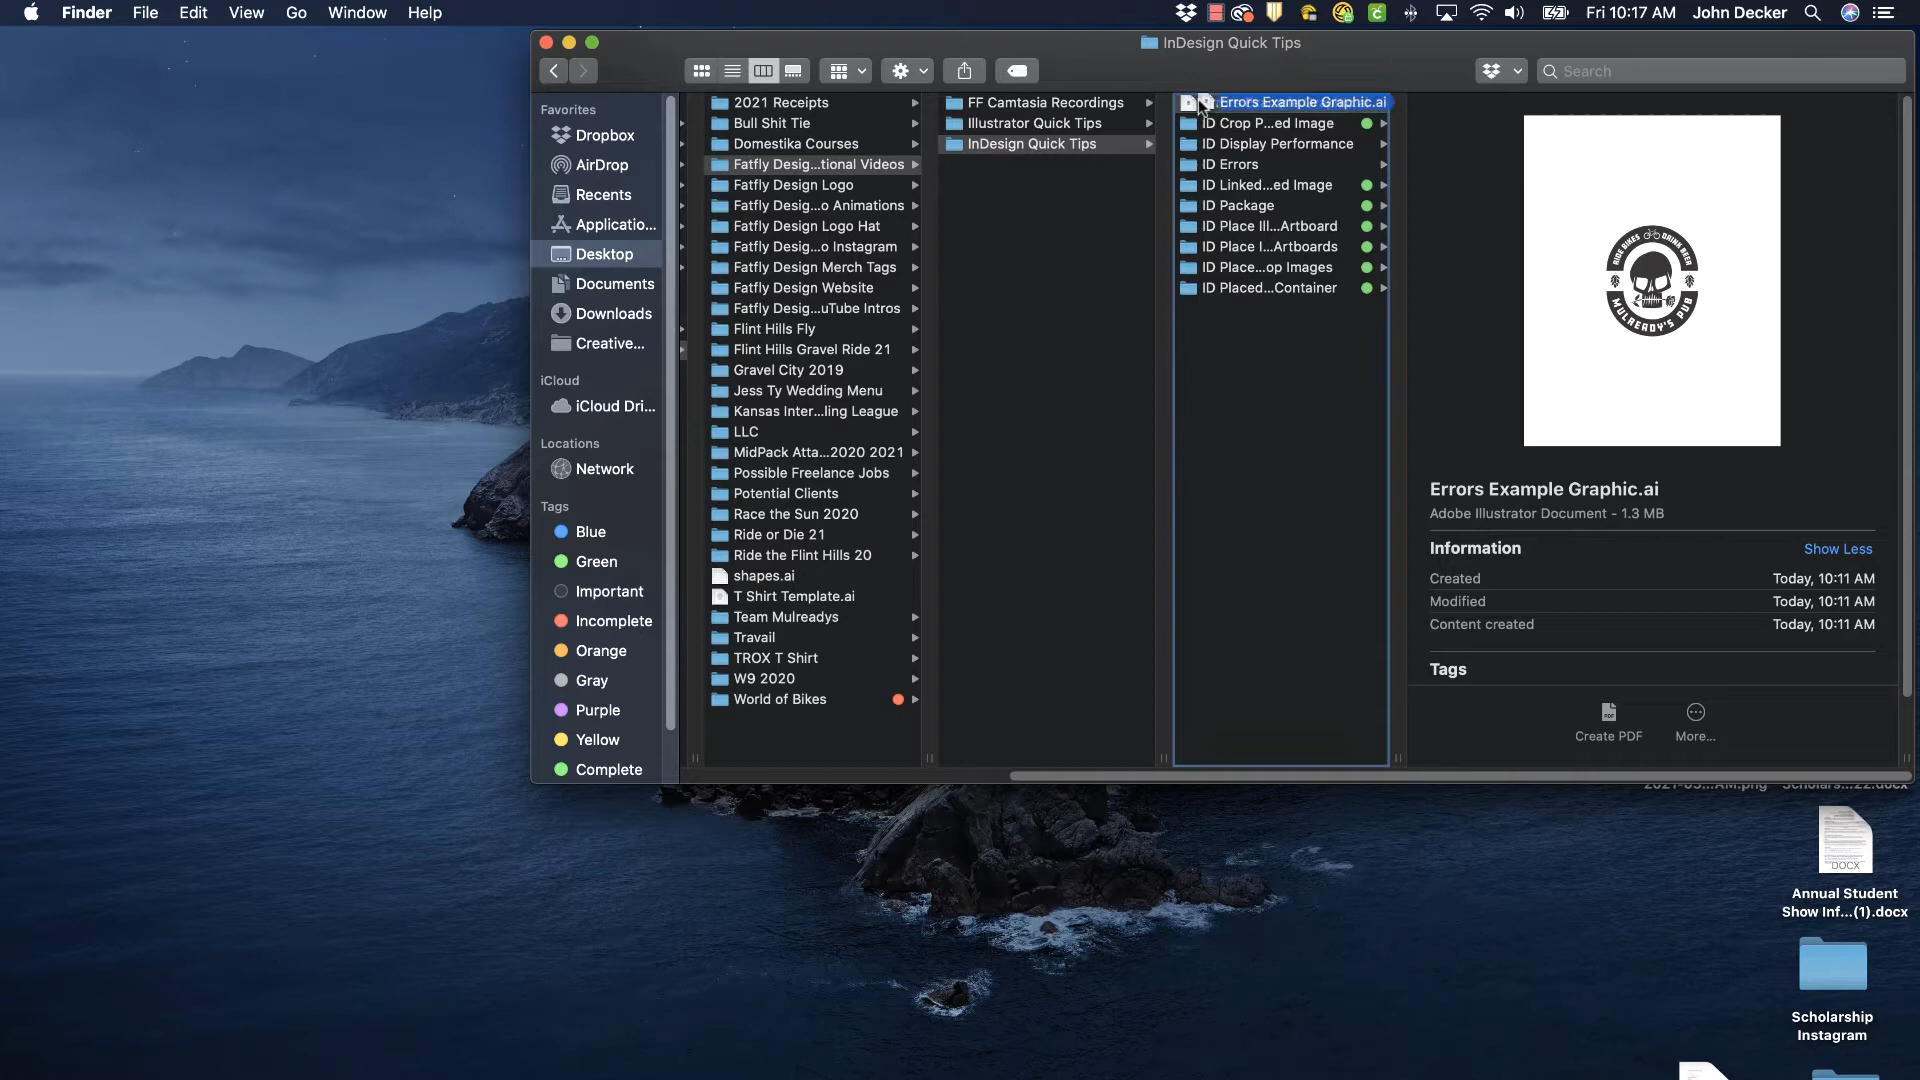 Finder File Edit View Go Window Help
Fri 10:17 AM John Decker
InDesign Quick Tips
Search
Favorites
Dropbox
AirDrop
Recents
Applicatio...
Desktop
Documents
Downloads
Creative...
iCloud
iCloud Dri...
Locations
Network
Tags
Blue
Green
Important
Incomplete
Orange
Gray
Purple
Yellow
Complete
2021 Receipts
Bull Shit Tie
Domestika Courses
Fatfly Desig...tional Videos
Fatfly Design Logo
Fatfly Desig...o Animations
Fatfly Design Logo Hat
Fatfly Desig...o Instagram
Fatfly Design Merch Tags
Fatfly Design Website
Fatfly Desig...uTube Intros
Flint Hills Fly
Flint Hills Gravel Ride 21
Gravel City 2019
Jess Ty Wedding Menu
Kansas Inter...ling League
LLC
MidPack Atta...2020 2021
Possible Freelance Jobs
Potential Clients
Race the Sun 2020
Ride or Die 21
Ride the Flint Hills 20
shapes.ai
T Shirt Template.ai
Team Mulreadys
Travail
TROX T Shirt
W9 2020
World of Bikes
FF Camtasia Recordings
Illustrator Quick Tips
InDesign Quick Tips
Errors Example Graphic.ai
ID Crop P...ed Image
ID Display Performance
ID Errors
ID Linked...ed Image
ID Package
ID Place Ill...Artboard
ID Place I...Artboards
ID Place...op Images
ID Placed...Container
RIDE BIKES DRINK BEER
MULREADY'S PUB
Errors Example Graphic.ai
Adobe Illustrator Document - 1.3 MB
Information Show Less
Created Today, 10:11 AM
Modified Today, 10:11 AM
Content created Today, 10:11 AM
Tags
PDF
Create PDF More...
DOCX
Annual Student
Show Inf...(1).docx
Scholarship
Instagram